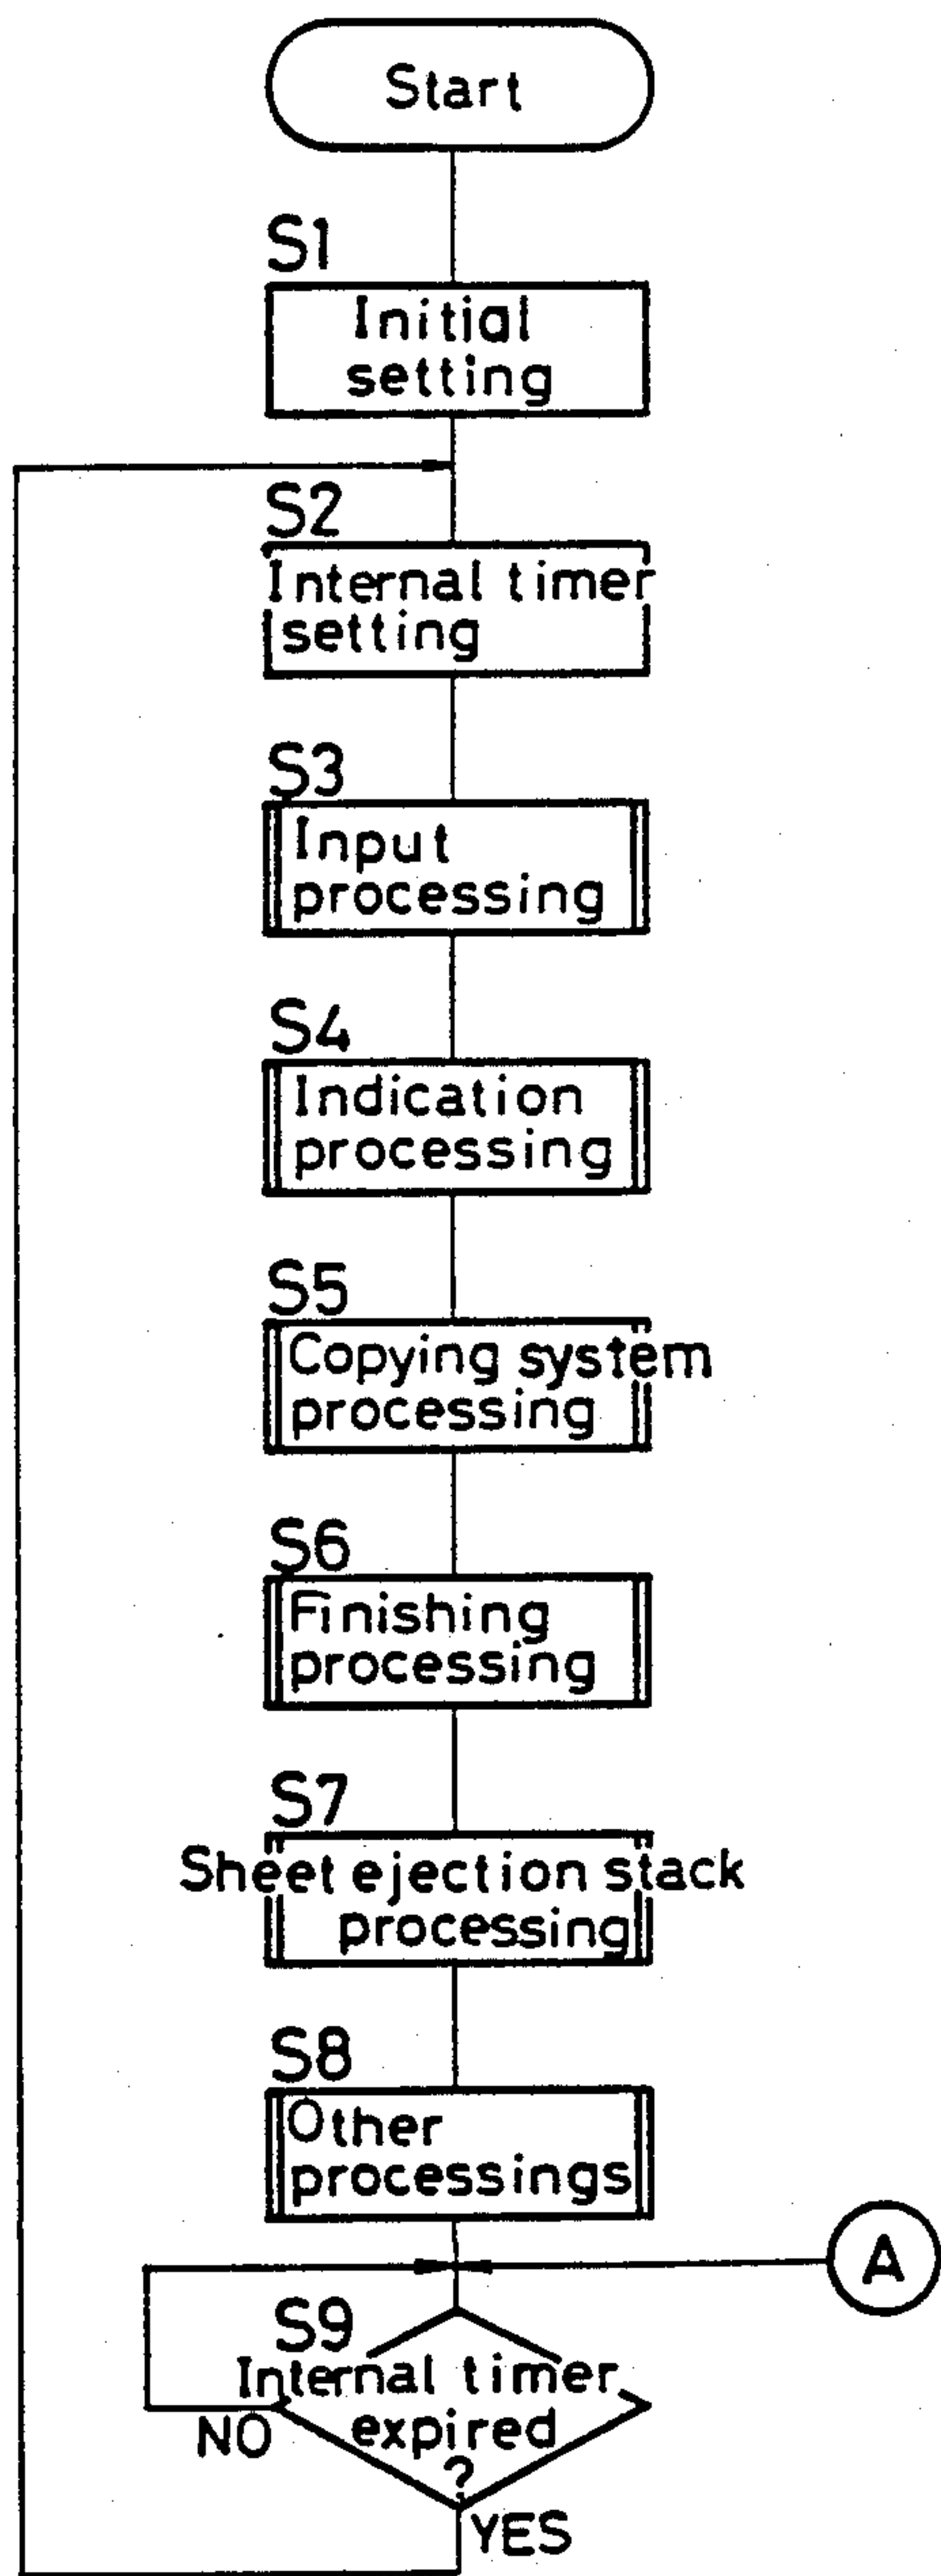 Start
S1
Initial
setting
S2
Internal timer
setting
S3
Input
processing
S4
Indication
processing
S5
Copying system
processing
S6
Finishing
processing
S7
Sheet ejection stack
processing
S8
Other
processings
A
S9
Internal timer
expired
?
NO
YES